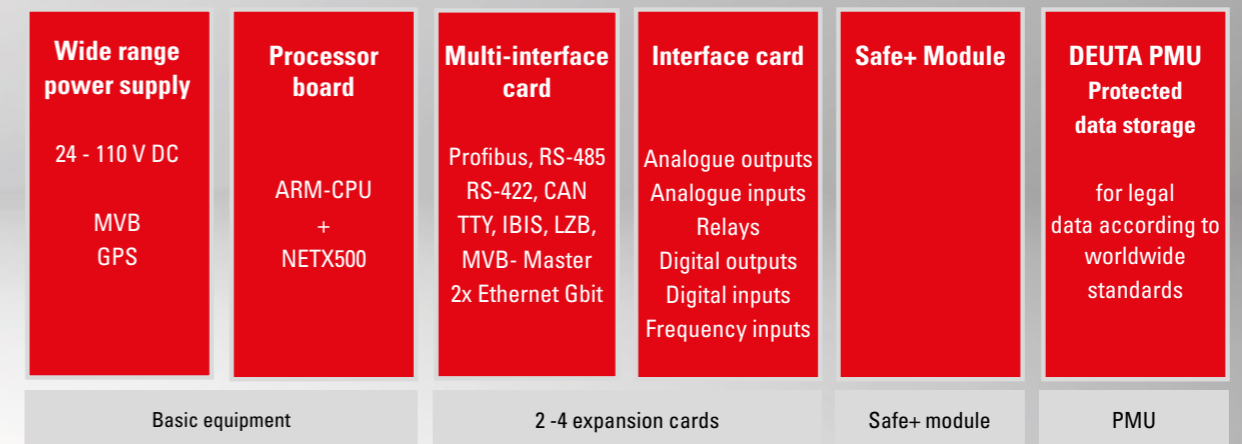 Wide range
power supply
24 - 110 V DC
MVB
GPS
Processor
board
ARM-CPU
+
NETX500
Multi-interface
card
Profibus, RS-485
RS-422, CAN
TTY, IBIS, LZB,
MVB- Master
2x Ethernet Gbit
Interface card
Analogue outputs
Analogue inputs
Relays
Digital outputs
Digital inputs
Frequency inputs
Safe+ Module
DEUTA PMU
Protected
data storage
for legal
data according to
worldwide
standards
Basic equipment
2 -4 expansion cards
Safe+ module
PMU